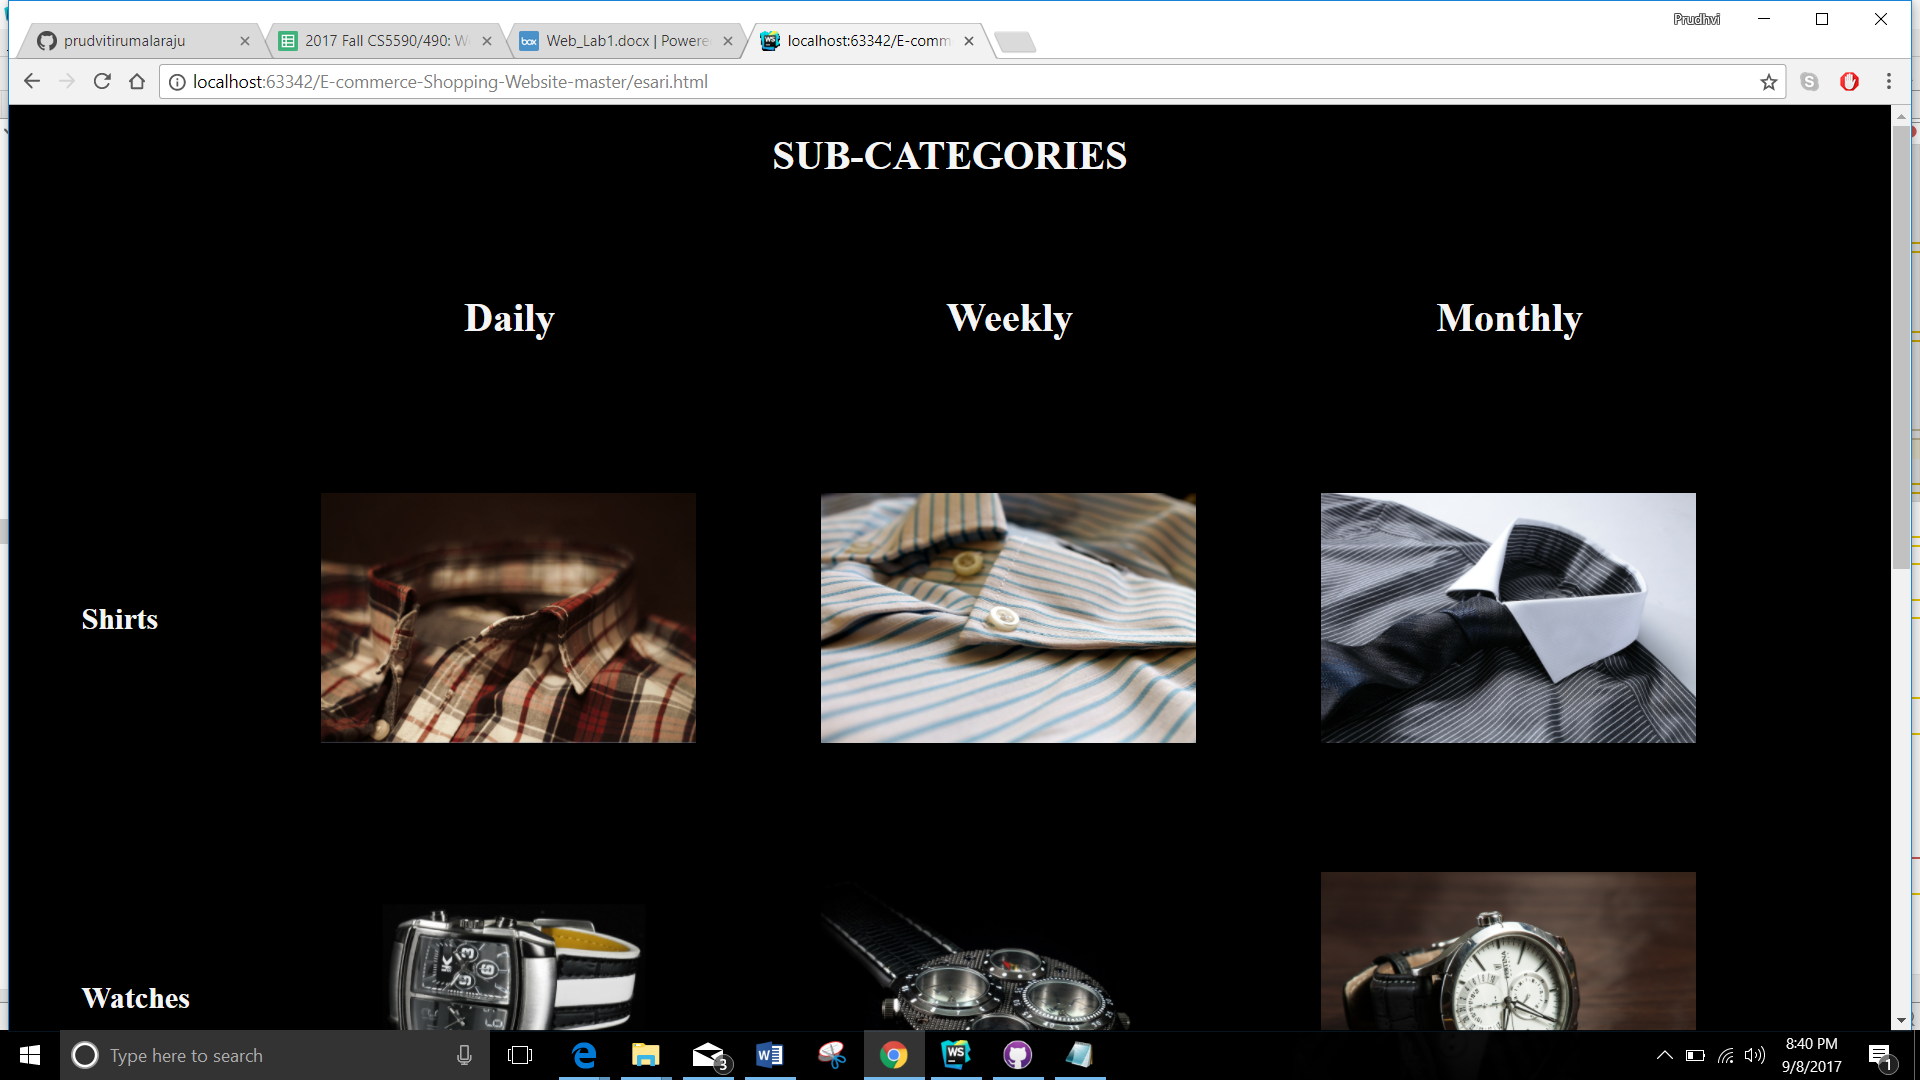 Prudhvi
prudvitirumalaraju
2017 Fall CS5590/490: W
Web_Lab1.docx | Powere
localhost:63342/E-comm
localhost:63342/E-commerce-Shopping-Website-master/esari.html
SUB-CATEGORIES
Daily Weekly Monthly
Shirts
Watches
Type here to search
3
WS
8:40 PM
9/8/2017
1